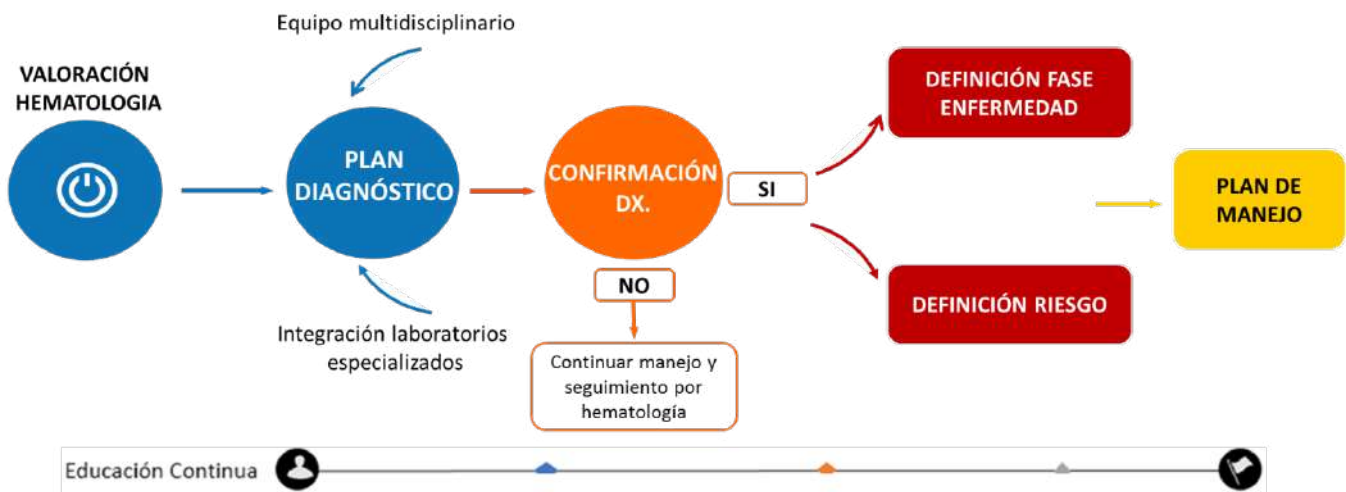 Equipo multidisciplinario
VALORACIÓN
HEMATOLOGIA
PLAN
DIAGNÓSTICO
Integración laboratorios
especializados
CONFIRMACIÓN
DX.
SI
NO
Continuar manejo y
seguimiento por
hematología
DEFINICIÓN FASE
ENFERMEDAD
DEFINICIÓN RIESGO
PLAN DE
MANEJO
Educación Continua